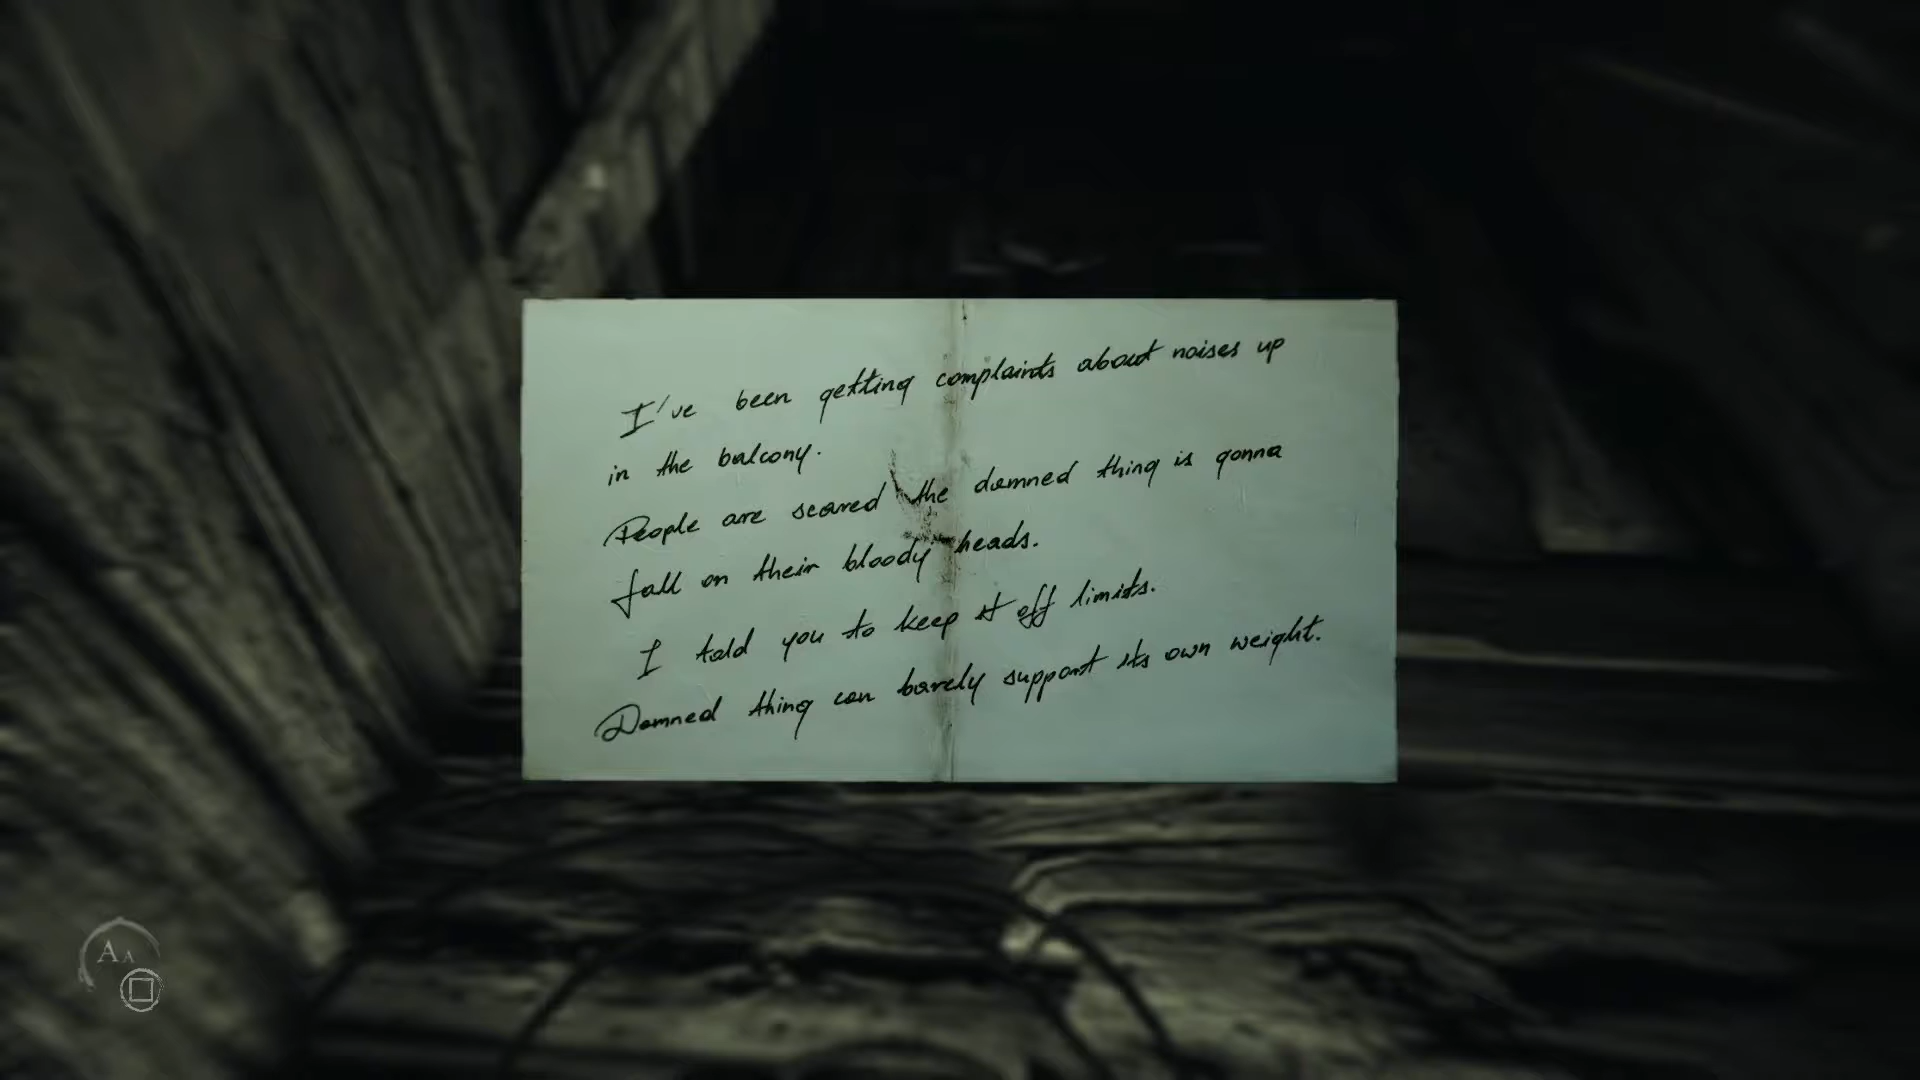 I've been getting complaints about noises up
in the balcony.
People are scared the damned thing is gonna
fall on their bloody heads.
I told you to keep it off limits.
Damned thing can barely support its own weight.
A A